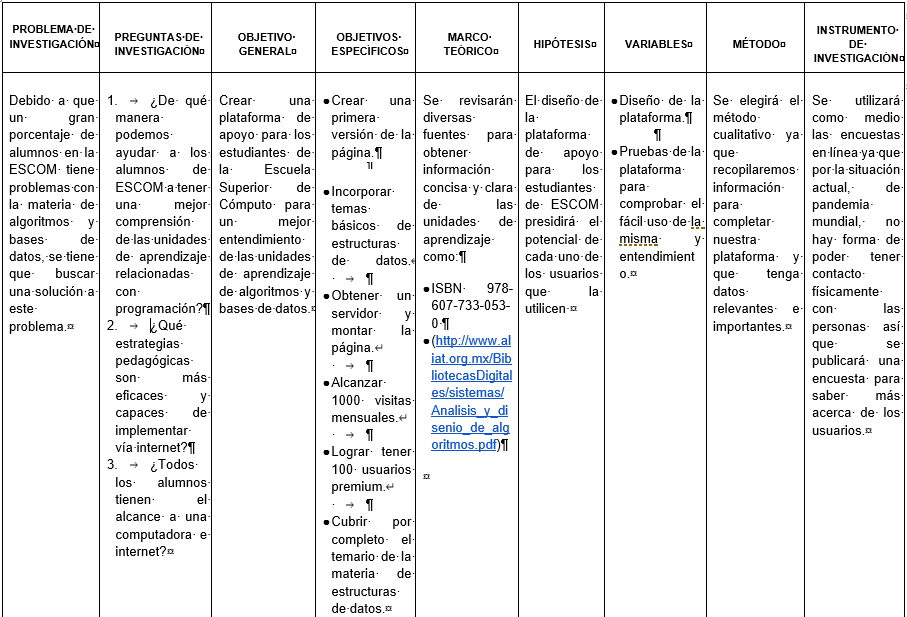 PROBLEMA DE
INVESTIGACIÓN
PREGUNTAS DE
INVESTIGACIÓN
OBJETIVO
GENERAL
OBJETIVOS
ESPECÍFICOS
MARCO
TEÓRICO
HIPÓTESIS
VARIABLES
MÉTODO
INSTRUMENTO
DE
INVESTIGACIÓN
Debido a que
un gran
porcentaje de
alumnos en la
ESCOM tiene
problemas con
la materia de
algoritmos y
bases de
datos, se tiene
que buscar
una solución a
este
problema.
1. ¿De qué
manera
podemos
ayudar a los
alumnos de
ESCOM a tener
una mejor
comprensión
de las unidades
de aprendizaje
relacionadas
con
programación?
2. ¿Qué
estrategias
pedagógicas
son más
eficaces y
capaces de
implementar
vía internet?
3. ¿Todos
los alumnos
tienen el
alcance a una
computadora e
internet?
Crear una
plataforma de
apoyo para los
estudiantes de
la Escuela
Superior de
Cómputo para
un mejor
entendimiento
de las unidades
de aprendizaje
de algoritmos y
bases de datos.
● Crear una
primera
versión de la
página.
● Incorporar
temas
básicos de
estructuras
de datos.
● Obtener un
servidor y
montar la
página.
● Alcanzar
1000 visitas
mensuales.
● Lograr tener
100 usuarios
premium.
● Cubrir por
completo el
temario de la
materia de
estructuras
de datos.
Se revisarán
diversas
fuentes para
obtener
información
concisa y clara
de las
unidades de
aprendizaje
como:
● ISBN 978-
607-733-053-
0
● (http://www.al
iat.org.mx/Bib
liotecasDigital
es/sistemas/
Analisis_y_di
senio_de_alg
oritmos.pdf)
El diseño de
la
plataforma
de apoyo
para los
estudiantes
de ESCOM
presidirá el
potencial de
cada uno de
los usuarios
que la
utilicen
● Diseño de la
plataforma.
● Pruebas de la
plataforma
para
comprobar el
fácil uso de la
misma y
entendimient
o.
Se elegirá el
método
cualitativo ya
que
recopilaremos
información
para
completar
nuestra
plataforma y
que tenga
datos
relevantes e
importantes.
Se utilizará
como medio
las encuestas
en línea ya que
por la situación
actual, de
pandemia
mundial, no
hay forma de
poder tener
contacto
físicamente
con las
personas así
que se
publicará una
encuesta para
saber más
acerca de los
usuarios.